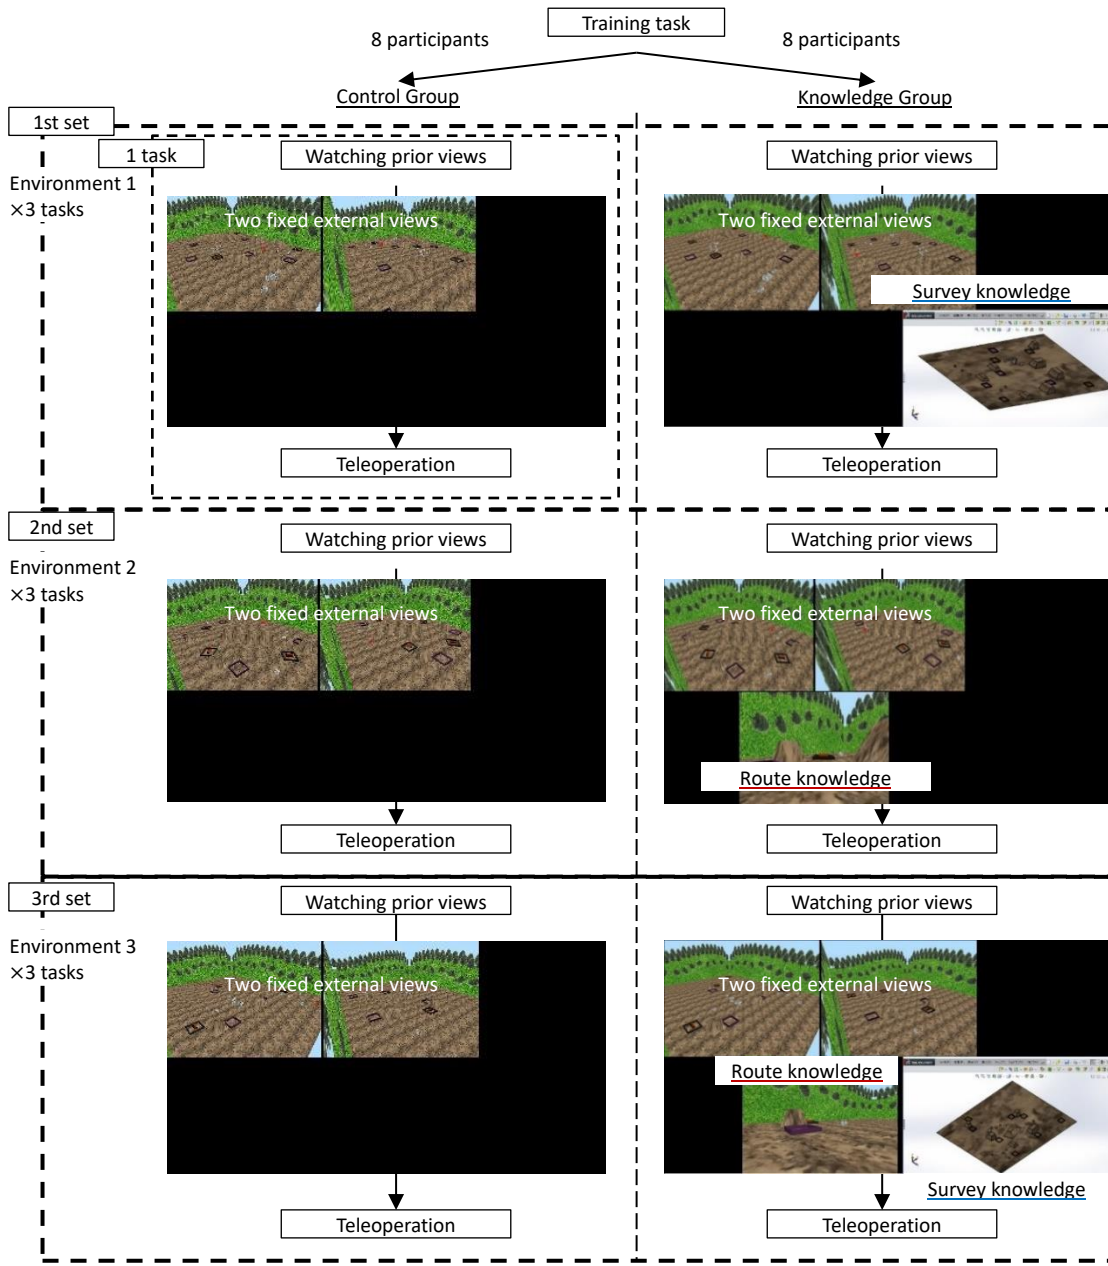 Training task
8 participants
8 participants
Control Group
Knowledge Group
1st set
1 task
Environment 1
×3 tasks
Watching prior views
Two fixed external views
Teleoperation
Watching prior views
Two fixed external views
Survey knowledge
Teleoperation
2nd set
Environment 2
×3 tasks
Watching prior views
Two fixed external views
Teleoperation
Watching prior views
Two fixed external views
Route knowledge
Teleoperation
3rd set
Environment 3
×3 tasks
Watching prior views
Two fixed external views
Teleoperation
Watching prior views
Two fixed external views
Route knowledge
Survey knowledge
Teleoperation